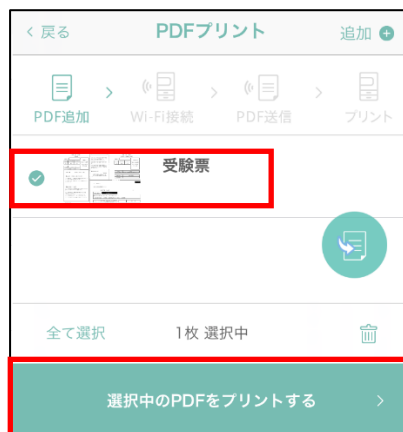 < 戻る PDFプリント 追加
PDF追加 Wi-Fi接続 PDF送信 プリント
受験票
全て選択 1枚 選択中
選択中のPDFをプリントする >